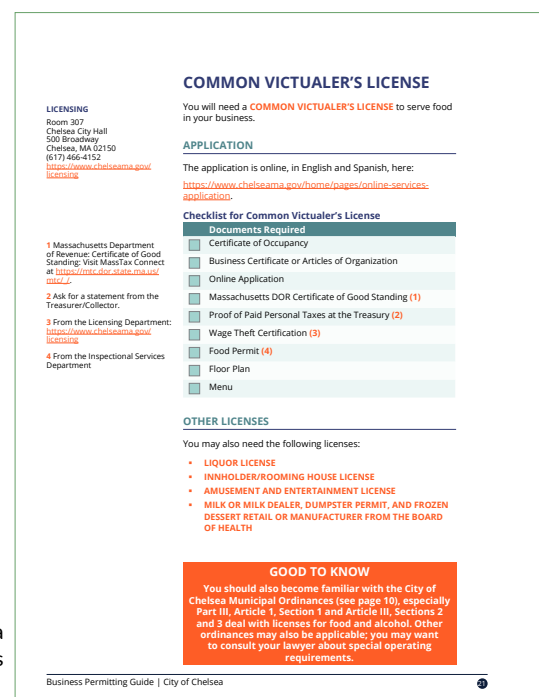 COMMON VICTUALER'S LICENSE
LICENSING
Room 307
Chelsea City Hall
500 Broadway
Chelsea, MA 02150
(617) 466-4152
https://www.chelseama.gov/
licensing
You will need a COMMON VICTUALER'S LICENSE to serve food
in your business.
APPLICATION
The application is online, in English and Spanish, here:
https://www.chelseama.gov/home/pages/online-services-
application.
1 Massachusetts Department
of Revenue: Certificate of Good
Standing: Visit MassTax Connect
at https://mtc.dor.state.ma.us/
mtc/_/.
2 Ask for a statement from the
Treasurer/Collector.
3 From the Licensing Department:
https://www.chelseama.gov/
licensing
4 From the Inspectional Services
Department
Checklist for Common Victualer's License
Documents Required
Certificate of Occupancy
Business Certificate or Articles of Organization
Online Application
Massachusetts DOR Certificate of Good Standing (1)
Proof of Paid Personal Taxes at the Treasury (2)
Wage Theft Certification (3)
Food Permit (4)
Floor Plan
Menu
OTHER LICENSES
You may also need the following licenses:
• LIQUOR LICENSE
• INNHOLDER/ROOMING HOUSE LICENSE
• AMUSEMENT AND ENTERTAINMENT LICENSE
• MILK OR MILK DEALER, DUMPSTER PERMIT, AND FROZEN
DESSERT RETAIL OR MANUFACTURER FROM THE BOARD
OF HEALTH
GOOD TO KNOW
You should also become familiar with the City of
Chelsea Municipal Ordinances (see page 10), especially
Part III, Article 1, Section 1 and Article III, Sections 2
and 3 deal with licenses for food and alcohol. Other
ordinances may also be applicable; you may want
to consult your lawyer about special operating
requirements.
a
s
Business Permitting Guide | City of Chelsea
21